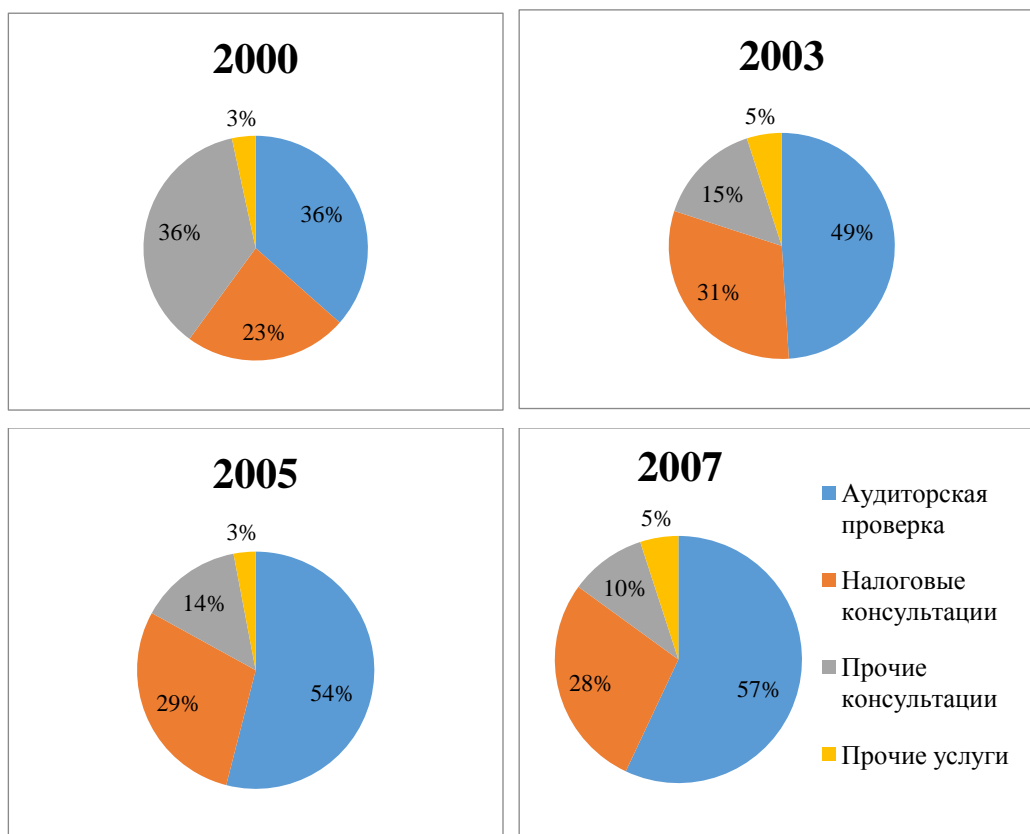 2000
3%
36%
36%
23%
2003
5%
15%
49%
31%
2005
3%
14%
54%
29%
2007
5%
10%
28%
57%
Аудиторская
проверка
Налоговые
консультации
Прочие
консультации
Прочие услуги